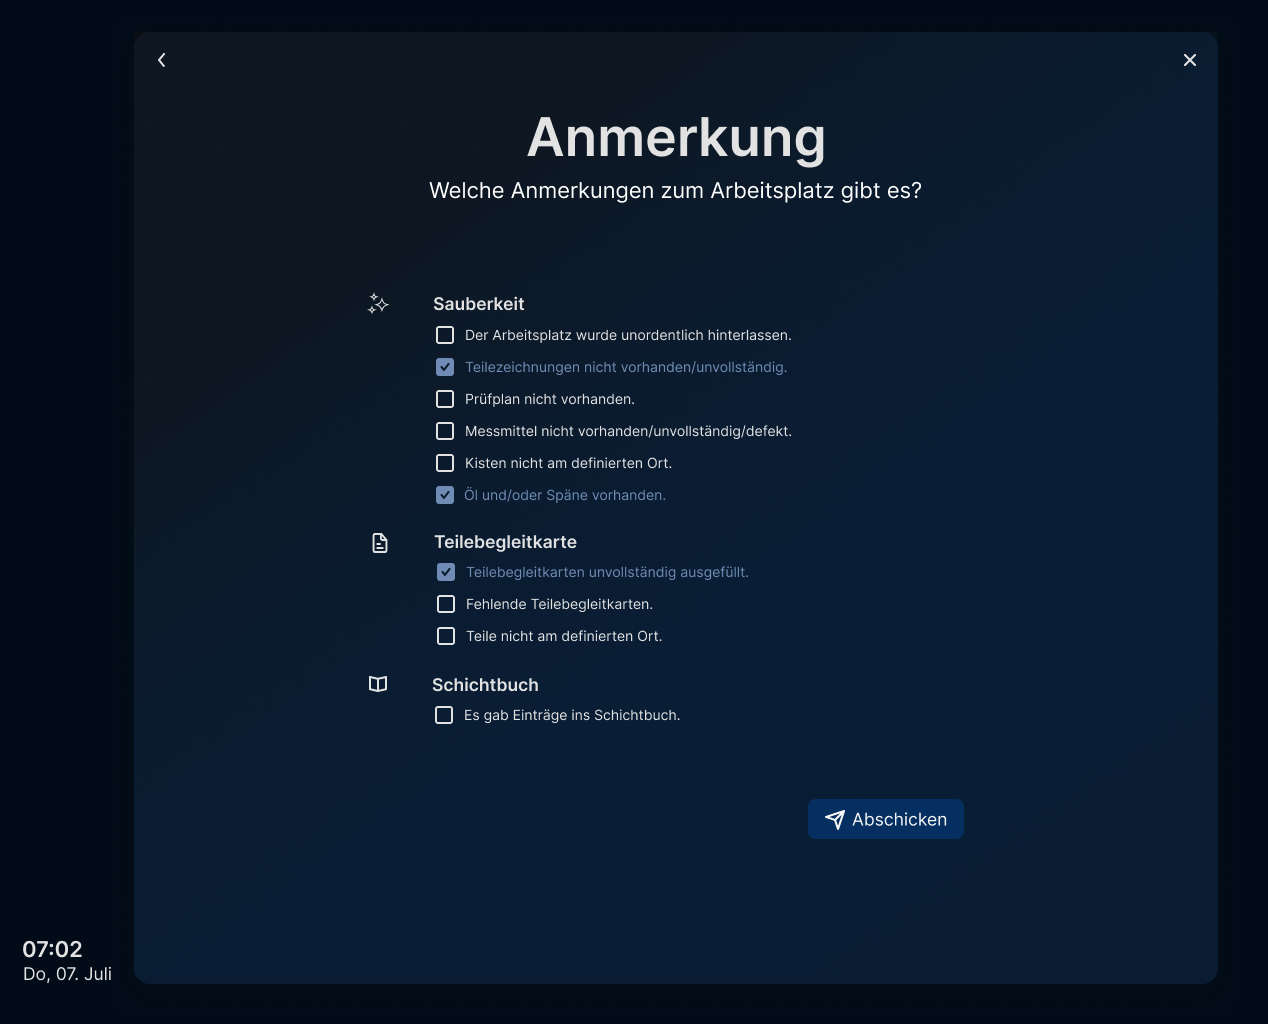 Anmerkung
Welche Anmerkungen zum Arbeitsplatz gibt es?
Sauberkeit
Der Arbeitsplatz wurde unordentlich hinterlassen.
Teilezeichnungen nicht vorhanden/unvollständig.
Prüfplan nicht vorhanden.
Messmittel nicht vorhanden/unvollständig/defekt.
Kisten nicht am definierten Ort.
Öl und/oder Späne vorhanden.
Teilebegleitkarte
Teilebegleitkarten unvollständig ausgefüllt.
Fehlende Teilebegleitkarten.
Teile nicht am definierten Ort.
Schichtbuch
Es gab Einträge ins Schichtbuch.
Abschicken
07:02
Do, 07. Juli